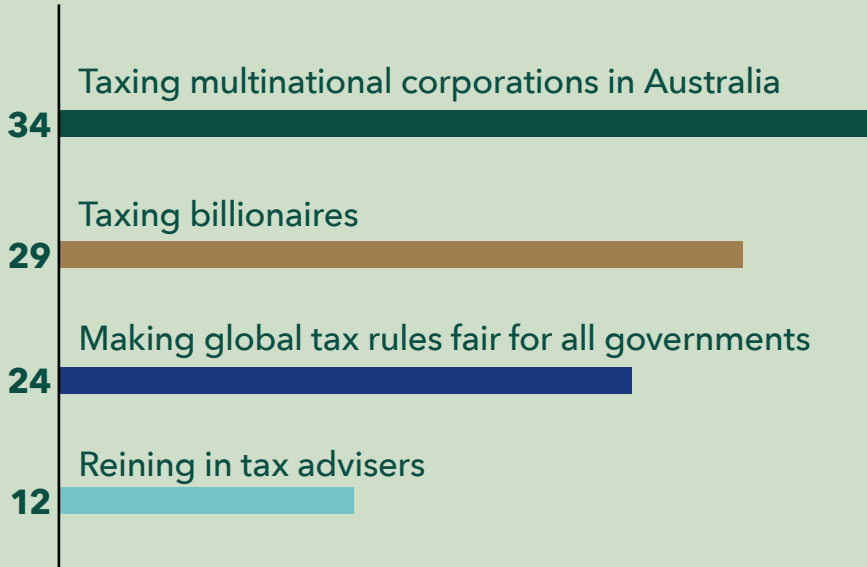 Taxing multinational corporations in Australia
34
Taxing billionaires
29
Making global tax rules fair for all governments
24
Reining in tax advisers
12